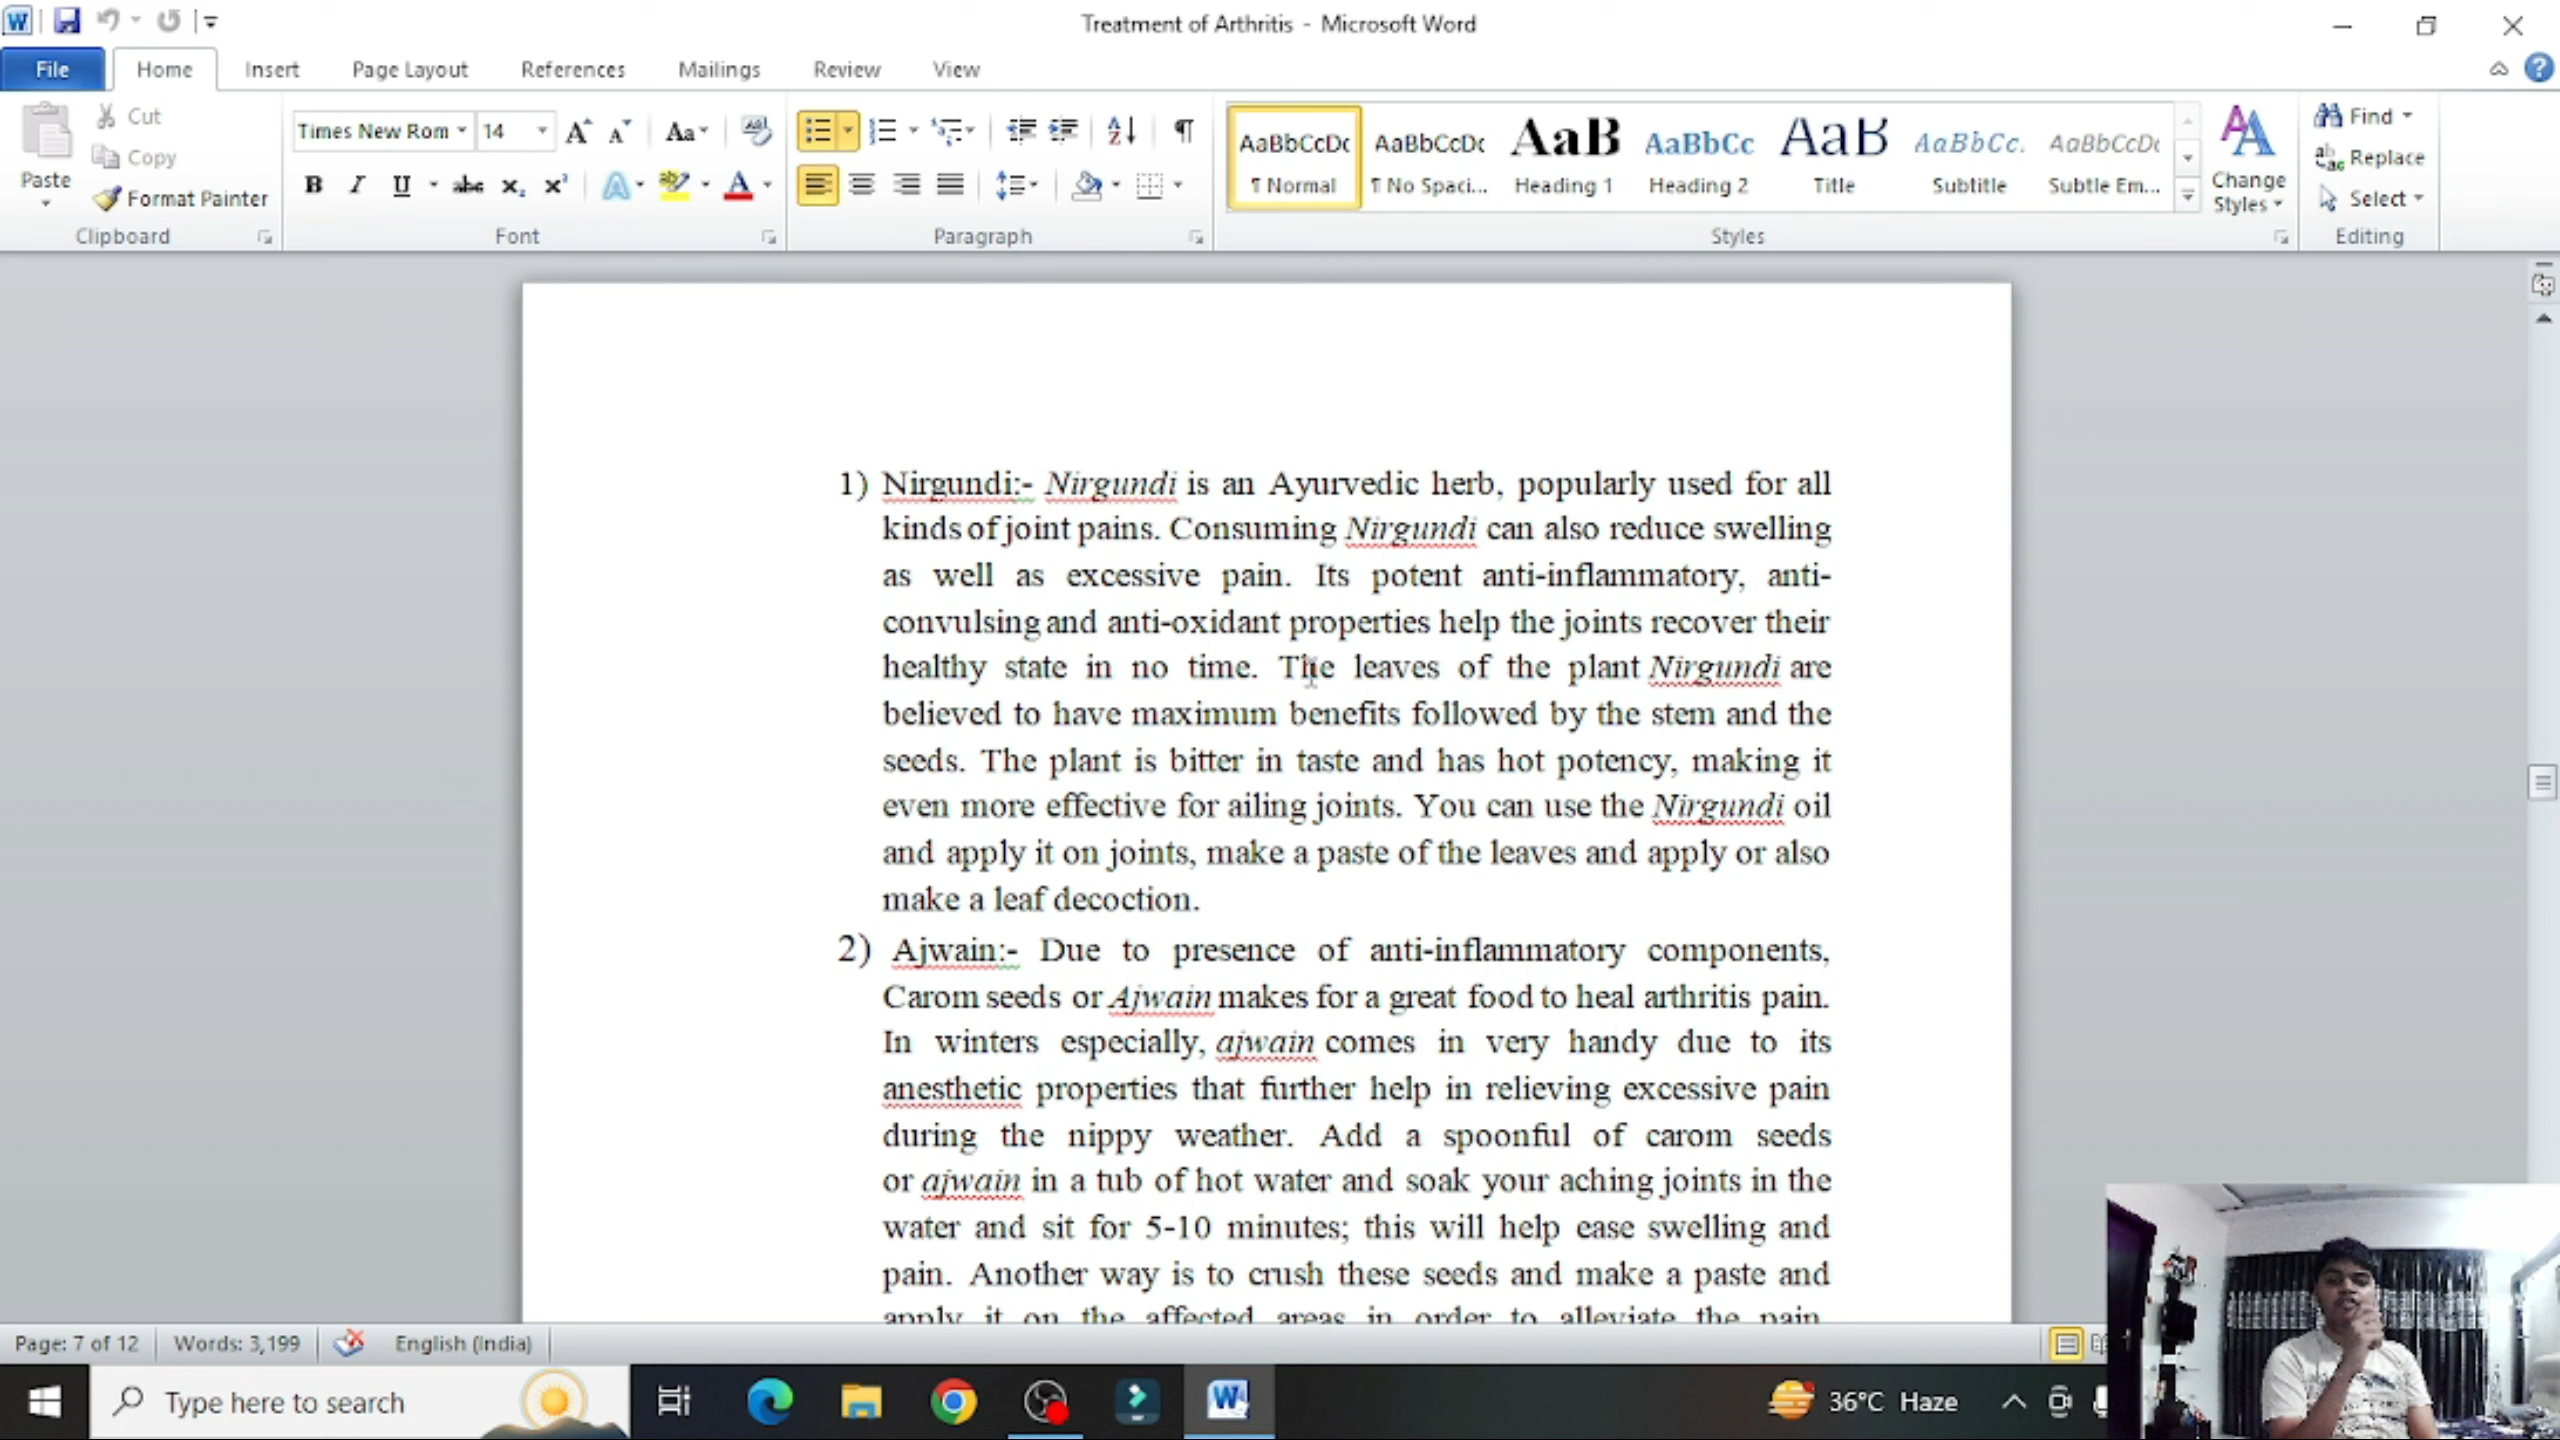 Treatment of Arthritis - Microsoft Word
File Home Insert Page Layout References Mailings Review View
Paste
Cut
Copy
Format Painter
Clipboard
Times New Rom 14
Font
Paragraph
AaBbCcDc AaBbCcDc AaB AaBbCc AaB AaBbCc. AaBbCcDc
¶ Normal ¶ No Spaci... Heading 1 Heading 2 Title Subtitle Subtle Em...
Change
Styles
Styles
Find
Replace
Select
Editing
1) Nirgundi:- Nirgundi is an Ayurvedic herb, popularly used for all
kinds of joint pains. Consuming Nirgundi can also reduce swelling
as well as excessive pain. Its potent anti-inflammatory, anti-
convulsing and anti-oxidant properties help the joints recover their
healthy state in no time. The leaves of the plant Nirgundi are
believed to have maximum benefits followed by the stem and the
seeds. The plant is bitter in taste and has hot potency, making it
even more effective for ailing joints. You can use the Nirgundi oil
and apply it on joints, make a paste of the leaves and apply or also
make a leaf decoction.
2) Ajwain:- Due to presence of anti-inflammatory components,
Carom seeds or Ajwain makes for a great food to heal arthritis pain.
In winters especially, ajwain comes in very handy due to its
anesthetic properties that further help in relieving excessive pain
during the nippy weather. Add a spoonful of carom seeds
or ajwain in a tub of hot water and soak your aching joints in the
water and sit for 5-10 minutes; this will help ease swelling and
pain. Another way is to crush these seeds and make a paste and
apply it on the affected areas in order to alleviate the pain.
Page: 7 of 12 Words: 3,199 English (India)
Type here to search
36°C Haze